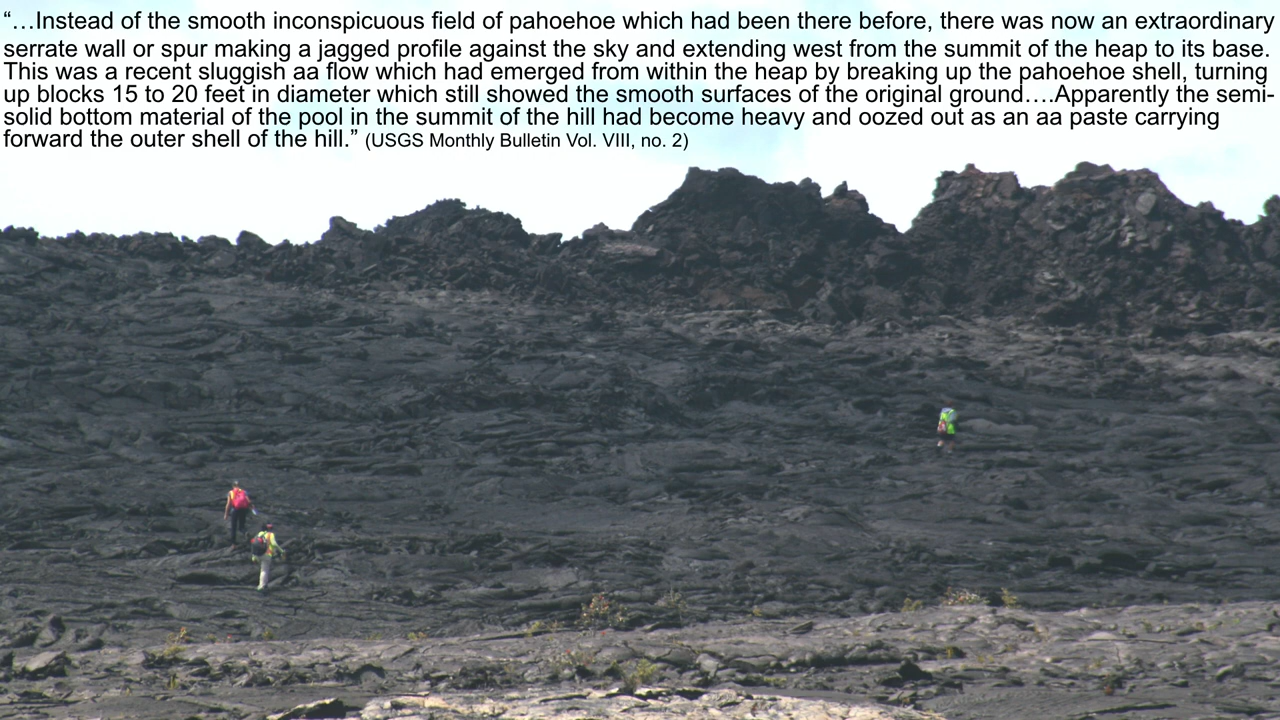 “…Instead of the smooth inconspicuous field of pahoehoe which had been there before, there was now an extraordinary
serrate wall or spur making a jagged profile against the sky and extending west from the summit of the heap to its base.
This was a recent sluggish aa flow which had emerged from within the heap by breaking up the pahoehoe shell, turning
up blocks 15 to 20 feet in diameter which still showed the smooth surfaces of the original ground….Apparently the semi-
solid bottom material of the pool in the summit of the hill had become heavy and oozed out as an aa paste carrying
forward the outer shell of the hill.” (USGS Monthly Bulletin Vol. VIII, no. 2)